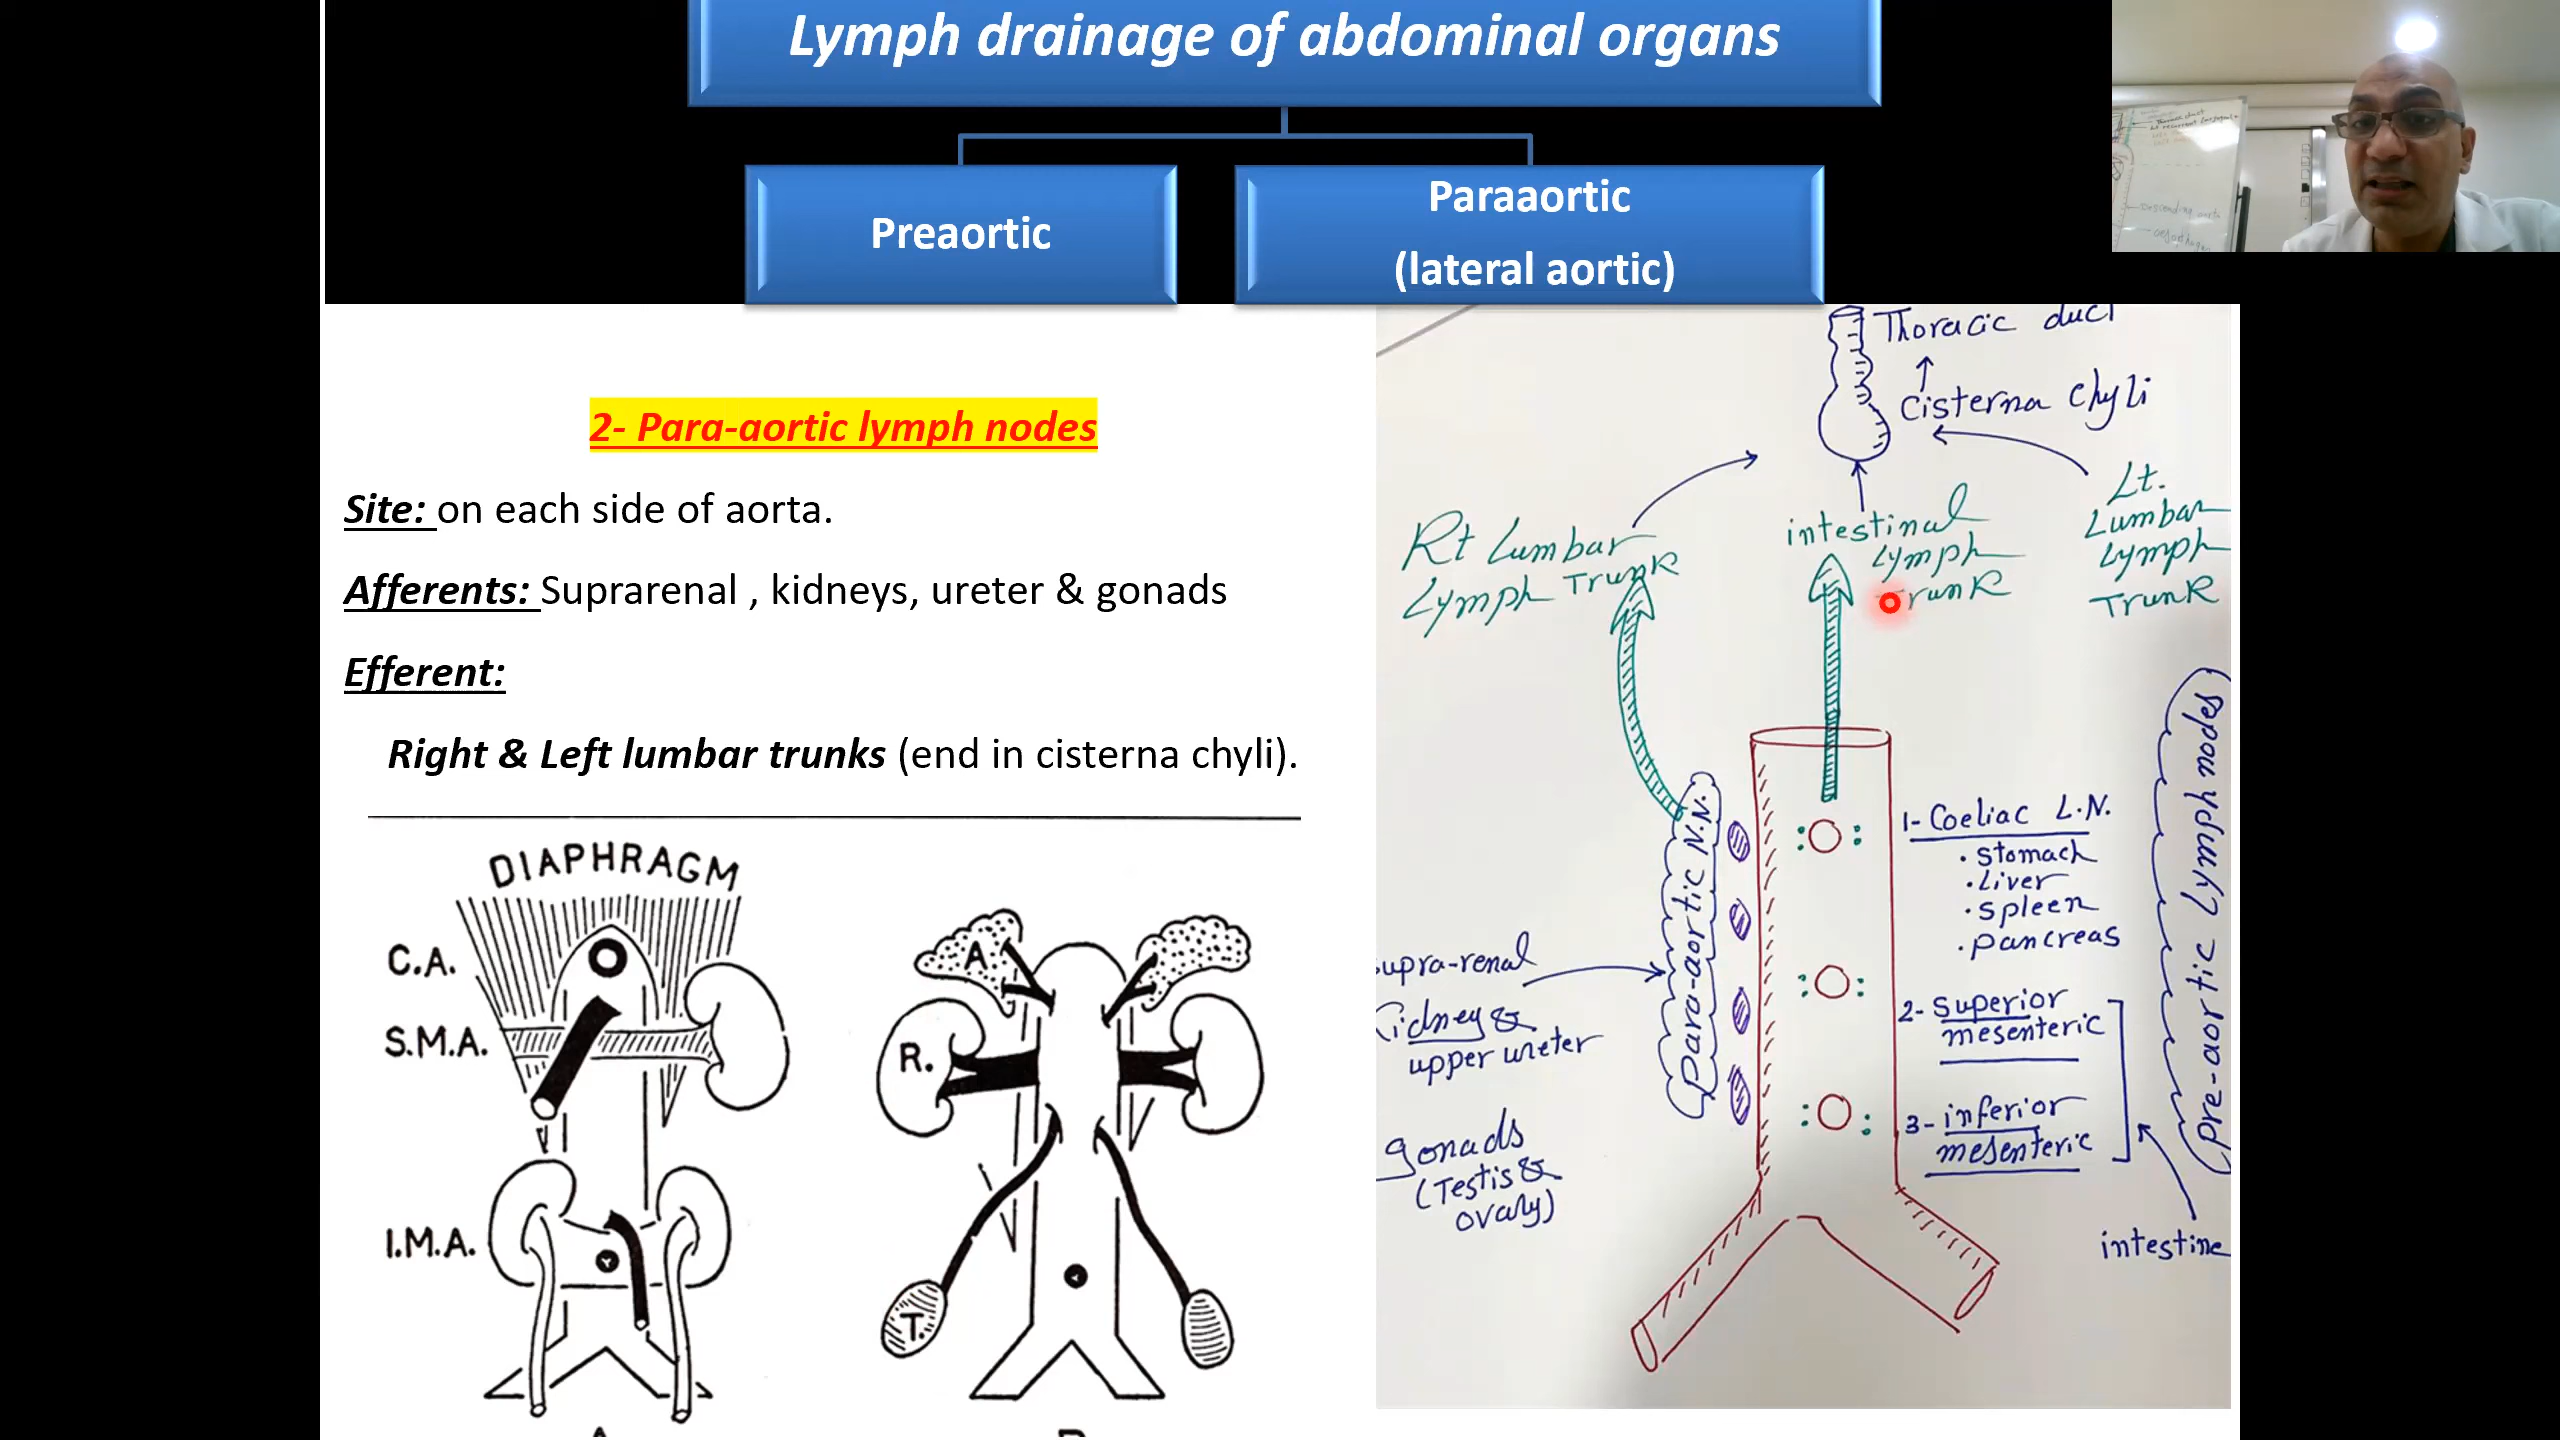 Lymph drainage of abdominal organs
Preaortic
Paraaortic
(lateral aortic)
2- Para-aortic lymph nodes
Site: on each side of aorta.
Afferents: Suprarenal , kidneys, ureter & gonads
Efferent:
Right & Left lumbar trunks (end in cisterna chyli).
DIAPHRAGM
C.A.
S.M.A.
I.M.A.
A
R.
T.
Thoracic duct
Cisterna chyli
Rt Lumbar
Lymph Trunk
intestinal
Lymph
Trunk
Lt.
Lumbar
Lymph
Trunk
Para-aortic N.N.
supra-renal
Kidney &
upper ureter
gonads
(Testis &
ovary)
1- Coeliac L.N.
. stomach
. Liver
. spleen
. pancreas
2- Superior
mesenteric
3- inferior
mesenteric
pre-aortic lymph nodes
intestine